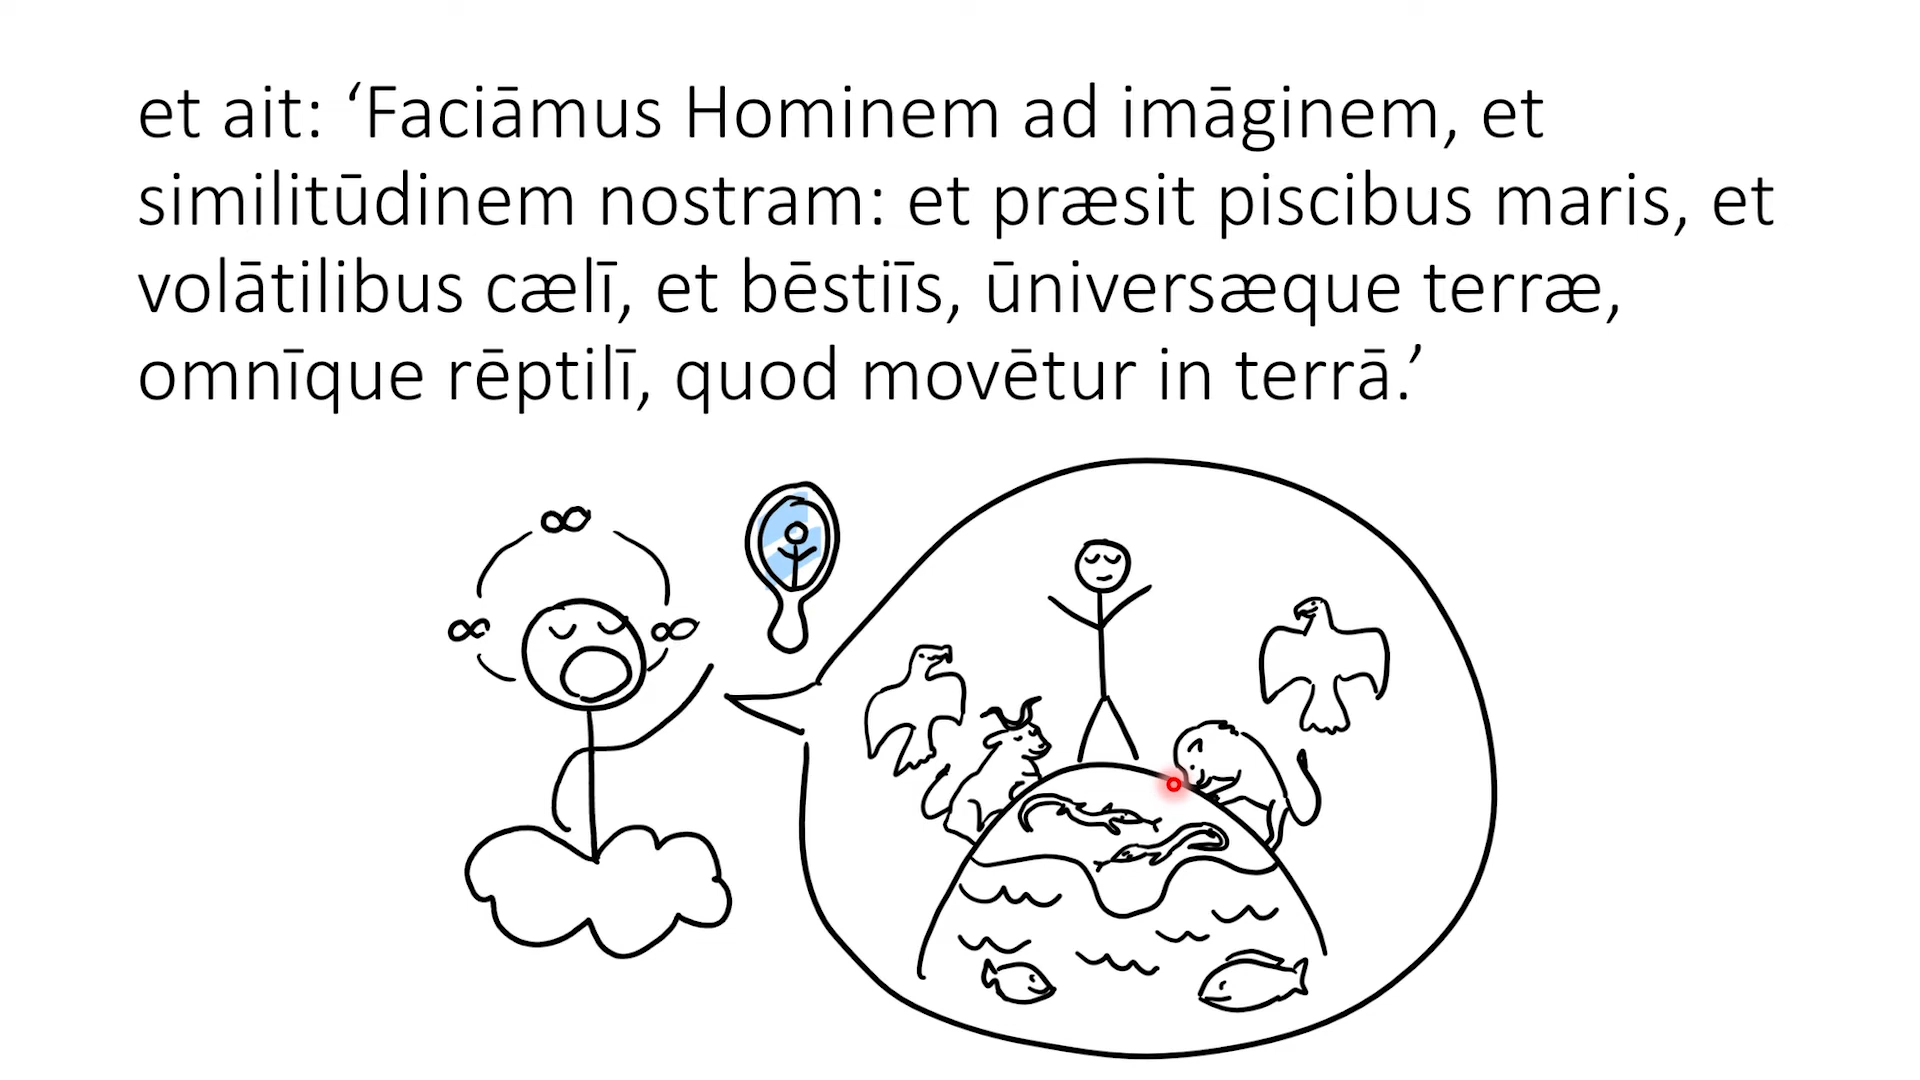 et ait: ‘Faciāmus Hominem ad imāginem, et
similitūdinem nostram: et præsit piscibus maris, et
volātilibus cælī, et bēstiīs, ūniversæque terræ,
omnīque rēptilī, quod movētur in terrā.’
∞
∞ ∞